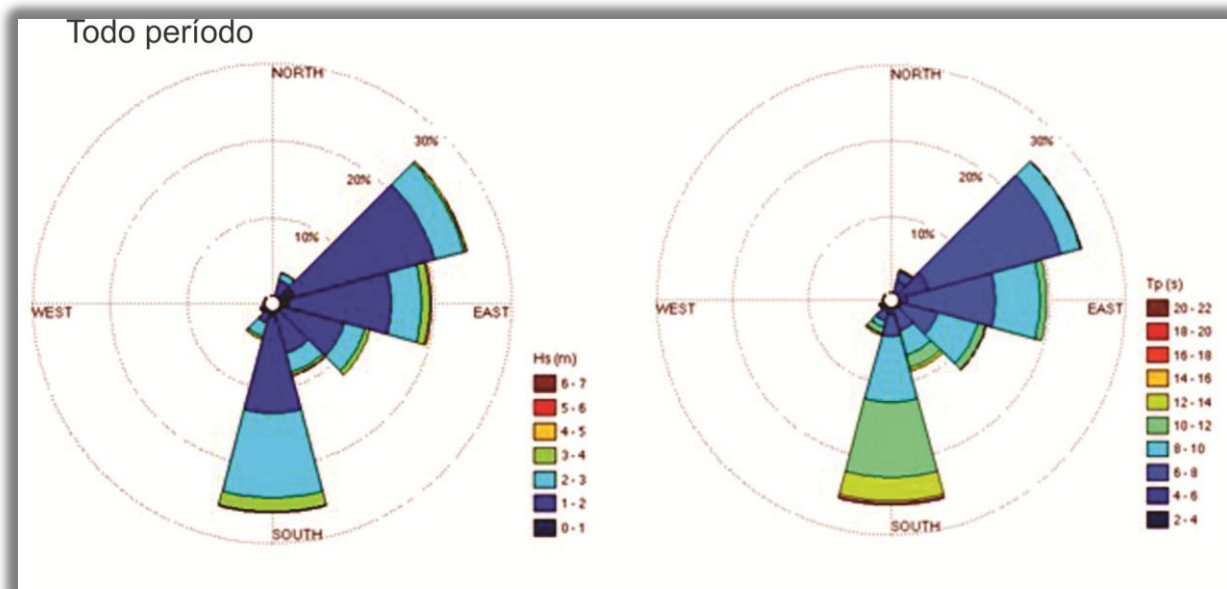 Todo período
NORTH
30%
20%
10%
WEST
EAST
SOUTH
Hs (m)
6 - 7
5 - 6
4 - 5
3 - 4
2 - 3
1 - 2
0 - 1
NORTH
30%
20%
10%
WEST
EAST
SOUTH
Tp (s)
20 - 22
18 - 20
16 - 18
14 - 16
12 - 14
10 - 12
8 - 10
6 - 8
4 - 6
2 - 4